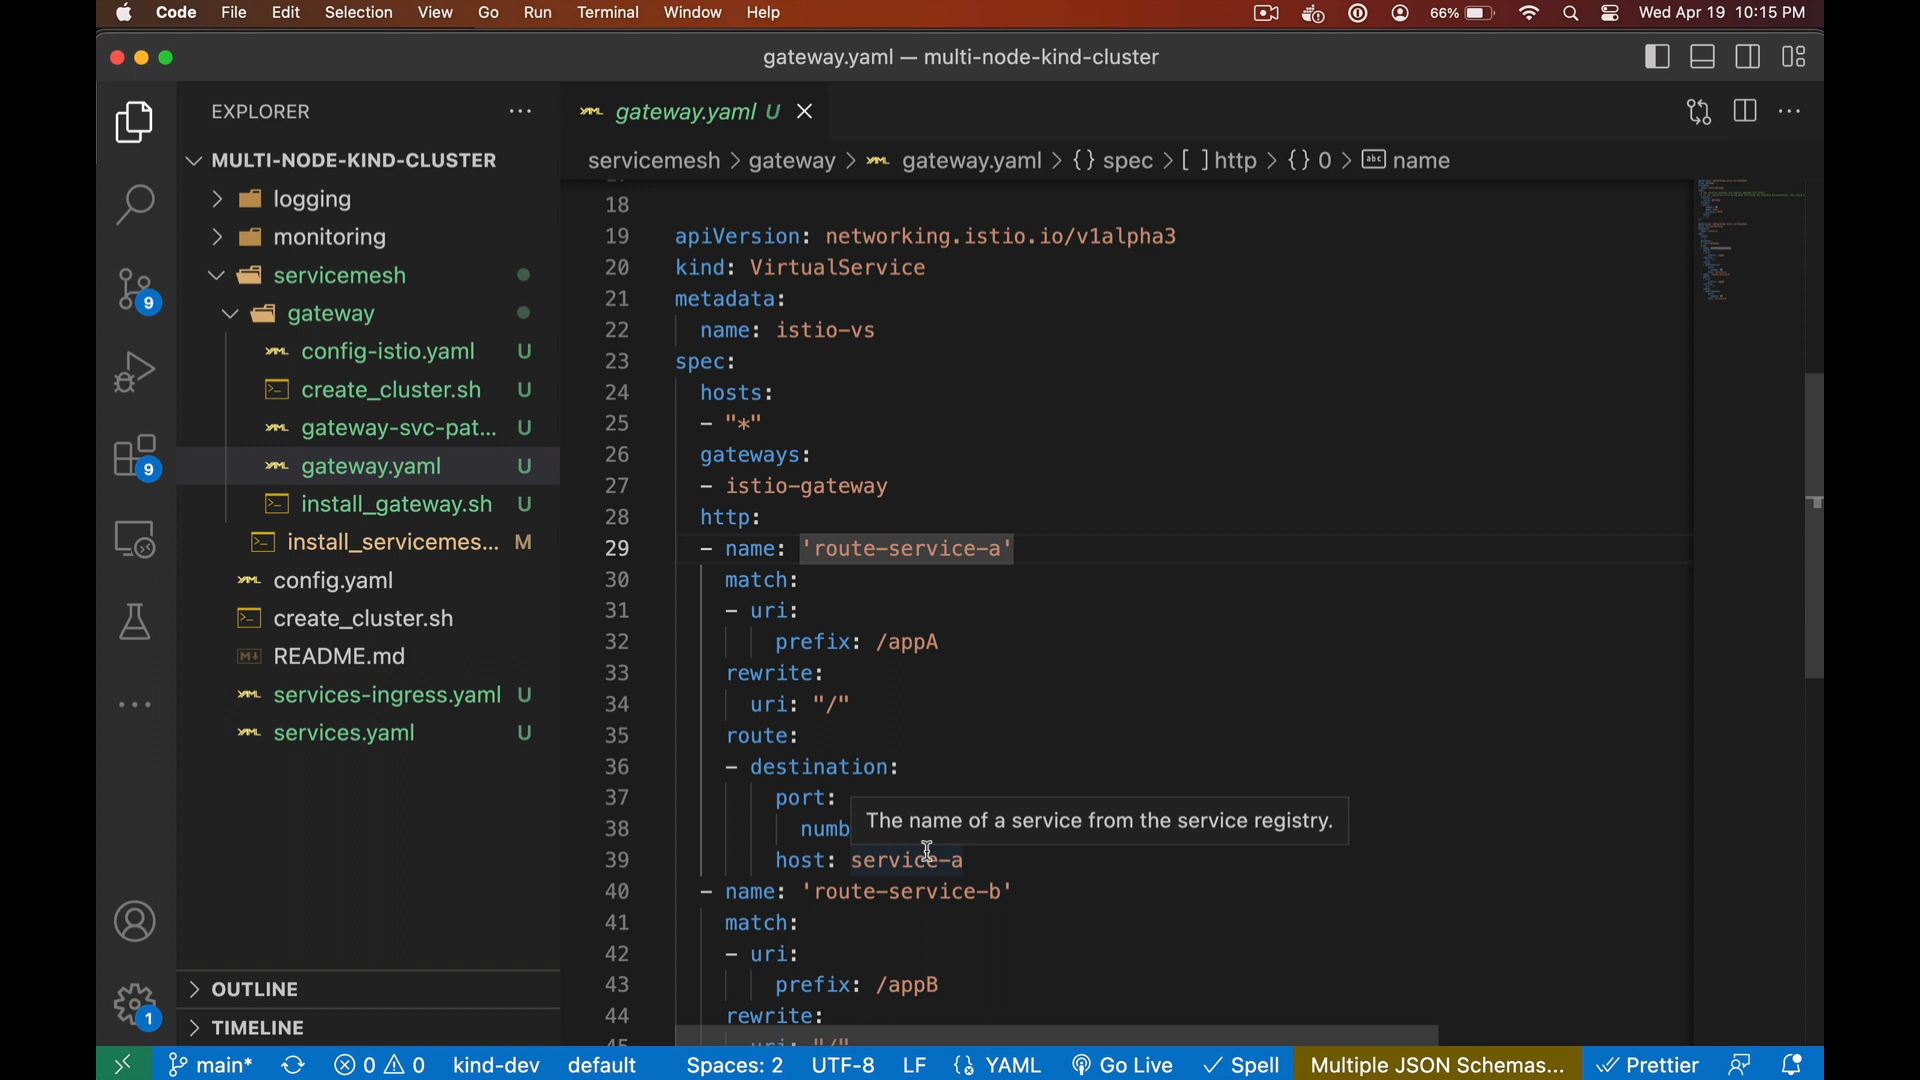 Code File Edit Selection View Go Run Terminal Window Help 66% Wed Apr 19 10:15 PM
gateway.yaml — multi-node-kind-cluster
EXPLORER ...
gateway.yaml U
servicemesh > gateway > gateway.yaml > {} spec > [ ] http > {} 0 > abc name
MULTI-NODE-KIND-CLUSTER
logging
monitoring
servicemesh
gateway
config-istio.yaml U
create_cluster.sh U
gateway-svc-pat... U
gateway.yaml U
install_gateway.sh U
install_servicemes... M
config.yaml
create_cluster.sh
README.md
services-ingress.yaml U
services.yaml U
OUTLINE
TIMELINE
9
9
1
18
19 apiVersion: networking.istio.io/v1alpha3
20 kind: VirtualService
21 metadata:
22 name: istio-vs
23 spec:
24 hosts:
25 - "*"
26 gateways:
27 - istio-gateway
28 http:
29 - name: 'route-service-a'
30 match:
31 - uri:
32 prefix: /appA
33 rewrite:
34 uri: "/"
35 route:
36 - destination:
37 port:
38 numb
The name of a service from the service registry.
39 host: service-a
40 - name: 'route-service-b'
41 match:
42 - uri:
43 prefix: /appB
44 rewrite:
45 uri: "/"
main* 0 0 kind-dev default Spaces: 2 UTF-8 LF {} YAML Go Live Spell Multiple JSON Schemas... Prettier